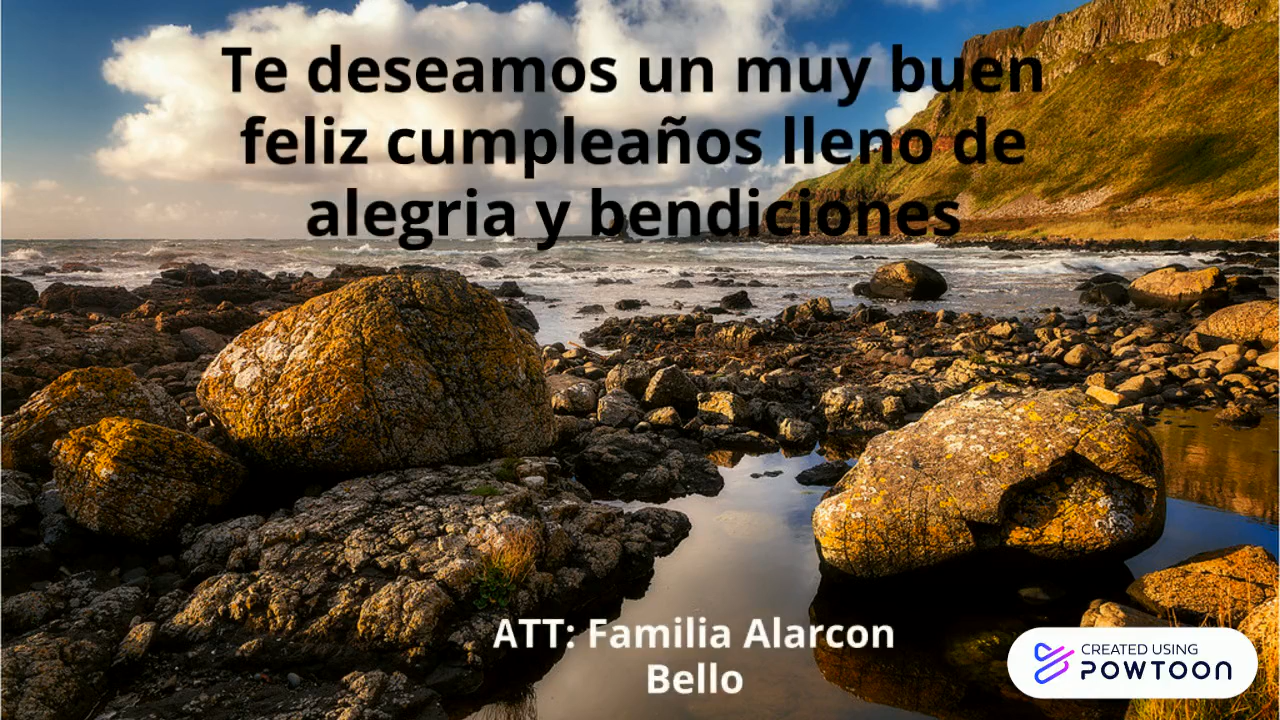 Te deseamos un muy buen
feliz cumpleaños lleno de
alegria y bendiciones
ATT: Familia Alarcon
Bello
CREATED USING
POWTOON